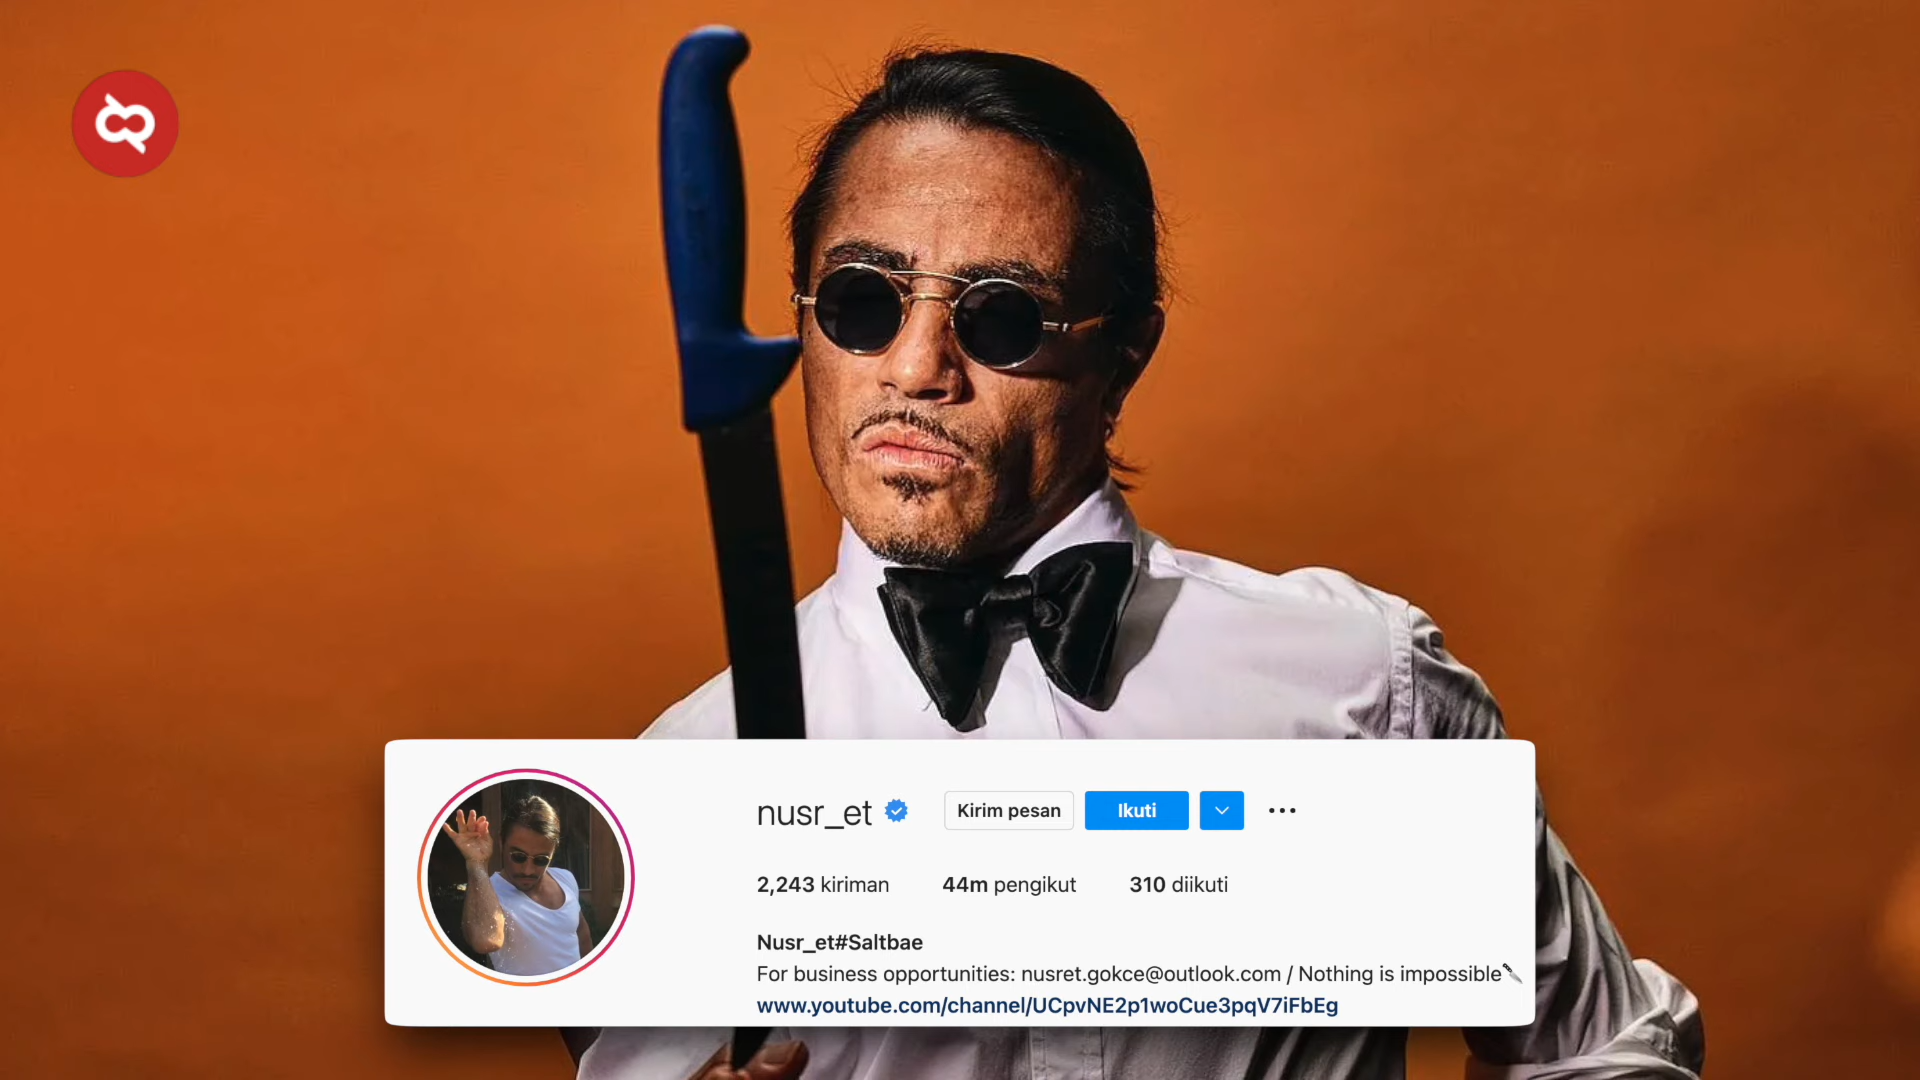 nusr_et
Kirim pesan
Ikuti
2,243 kiriman 44m pengikut 310 diikuti
Nusr_et#Saltbae
For business opportunities: nusret.gokce@outlook.com / Nothing is impossible🔪
www.youtube.com/channel/UCpvNE2p1woCue3pqV7iFbEg